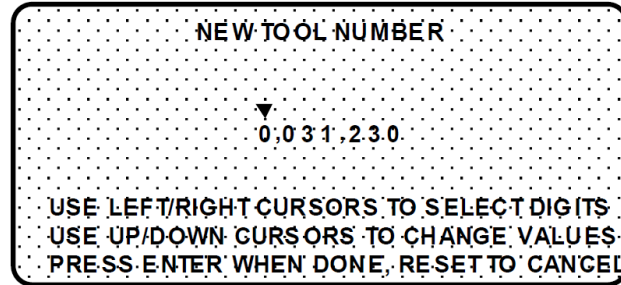 NEW TOOL NUMBER
0,031,230
USE LEFT/RIGHT CURSORS TO SELECT DIGITS
USE UP/DOWN CURSORS TO CHANGE VALUES
PRESS ENTER WHEN DONE, RESET TO CANCEL